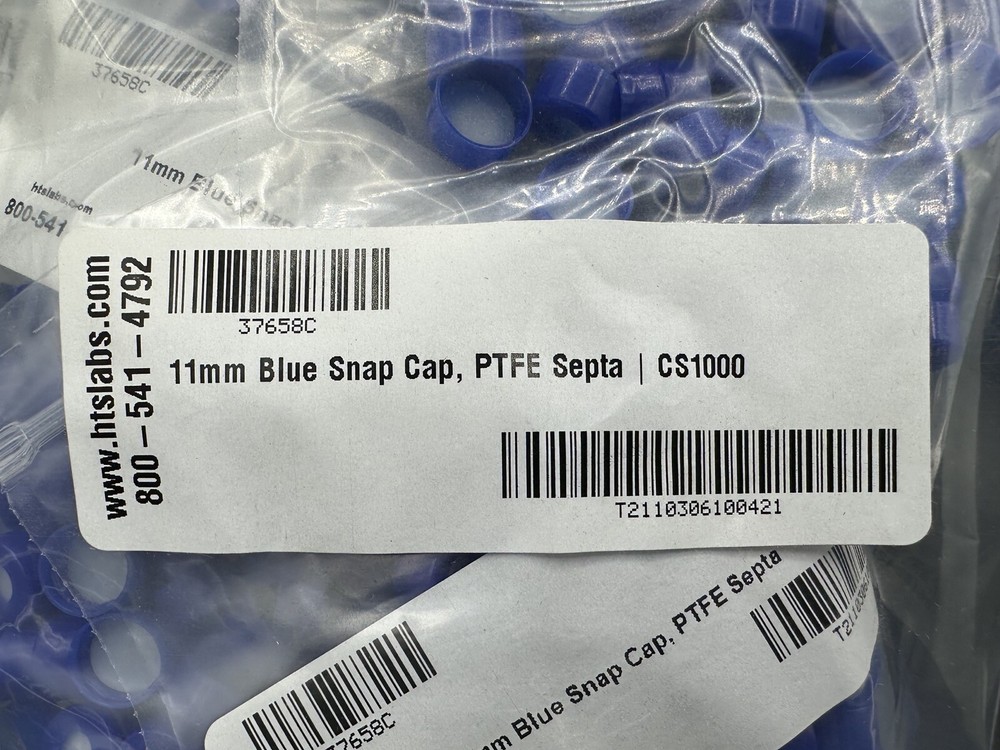 37658C
11mm Blue Snap
htslabs.com
800-541
www.htslabs.com
800-541-4792
37658C
11mm Blue Snap Cap, PTFE Septa | CS1000
T2110306100421
Blue Snap Cap, PTFE Septa
37658C